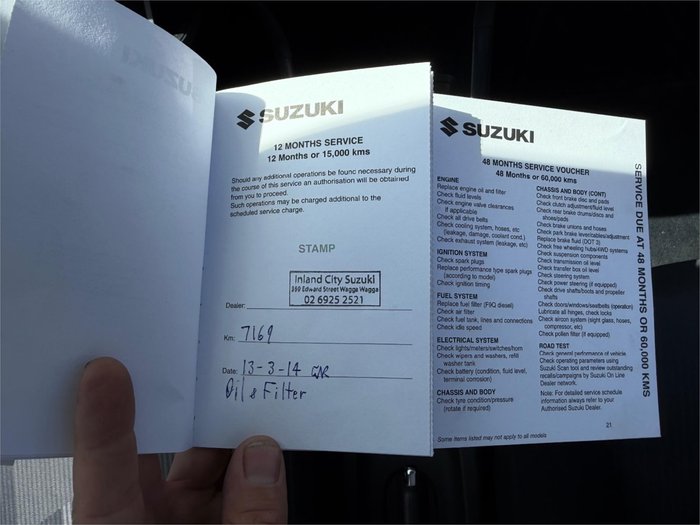 SUZUKI
12 MONTHS SERVICE
12 Months or 15,000 kms
Should any additional operations be found necessary during
the course of this service an authorisation will be obtained
from you to proceed.
Such operations may be charged additional to the
scheduled service charge.
STAMP
Inland City Suzuki
Edward Street Wagga Wagga
02 6925 2521
Dealer:
Km: 7169
Date: 13-3-14
Oil & Filter
SUZUKI
48 MONTHS SERVICE VOUCHER
48 Months or 60,000 kms
ENGINE
Replace engine oil and filter
Check fluid levels
Check engine valve clearances
if applicable
Check all drive belts
Check cooling system, hoses, etc
(leakage, damage, coolant cond.)
Check exhaust system (leakage, etc)
IGNITION SYSTEM
Check spark plugs
Replace performance type spark plugs
(according to model)
Check ignition timing
FUEL SYSTEM
Replace fuel filter (F10 diesel)
Check air filter
Check fuel tank, lines and connections
Check idle speed
ELECTRICAL SYSTEM
Check lights/meters/switches/horn
Check wipers and washers, refill
washer tank
Check battery (condition, fluid level,
terminal corrosion)
CHASSIS AND BODY
Check tyre condition/pressure
(rotate if required)
CHASSIS AND BODY (CONT)
Check front brake disc and pads
Check clutch adjustment/fluid level
Check rear brake drums/discs and
shoes/pads
Check brake unions and hoses
Check park brake levers/cables/adjustment
Replace brake fluid (DOT 3)
Check free wheeling hubs/4WD systems
Check suspension components
Check transmission oil level
Check transfer box oil level
Check steering system
Check power steering (if equipped)
Check drive shafts/boots and propeller
shafts
Check doors/windows/seatbelts (operation)
Lubricate all hinges, check locks
Check aircon system (sight glass, hoses,
compressor, etc)
Check pollen filter (if equipped)
ROAD TEST
Check general performance of vehicle
Check operating parameters using
Suzuki Scan tool and review outstanding
recalls/campaigns by Suzuki On Line
Dealer network.
Note: For detailed service schedule
information always refer to your
Authorised Suzuki Dealer.
21
Some items listed may not apply to all models
SERVICE DUE AT 48 MONTHS OR 60,000 KMS